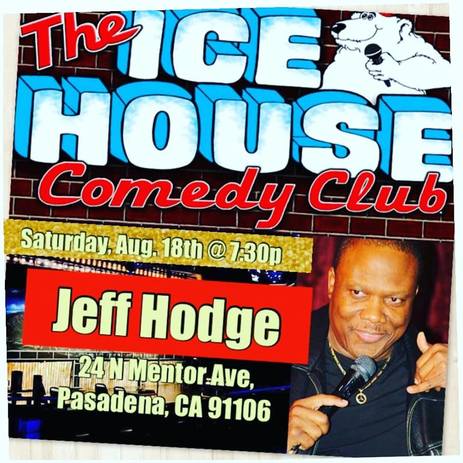 The
ICE
HOUSE
Comedy Club
Saturday, Aug. 18th @ 7:30p
Jeff Hodge
24 N Mentor Ave,
Pasadena, CA 91106